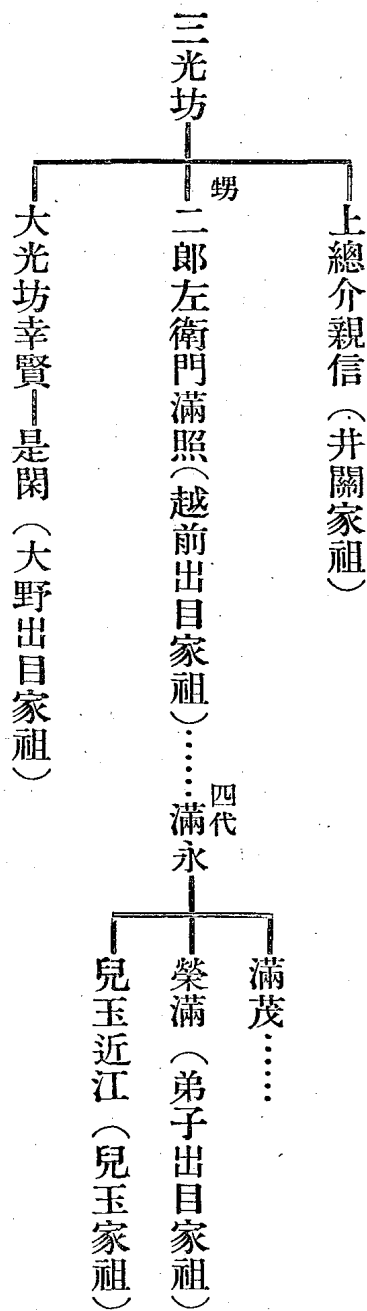 三光坊
上總介親信（井關家祖）
甥
二郎左衛門滿照（越前出目家祖）……滿永
四代
大光坊幸賢―是閑（大野出目家祖）
滿茂……
榮滿（弟子出目家祖）
兒玉近江（兒玉家祖）